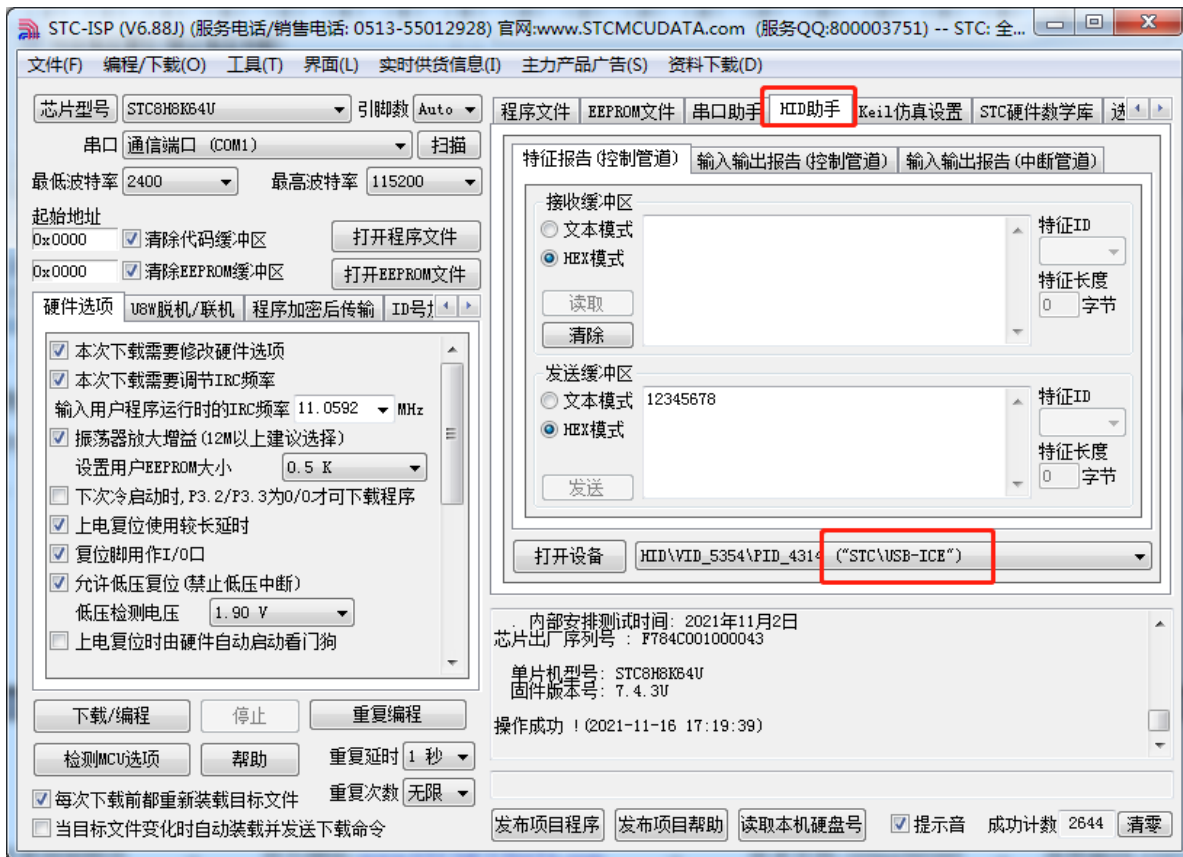 STC-ISP (V6.88J) (服务电话/销售电话: 0513-55012928) 官网:www.STCMCUDATA.com (服务QQ:800003751) -- STC: 全...
文件(F) 编程/下载(O) 工具(T) 界面(L) 实时供货信息(I) 主力产品广告(S) 资料下载(D)
芯片型号 STC8H8K64U 引脚数 Auto
串口 通信端口 (COM1) 扫描
最低波特率 2400 最高波特率 115200
起始地址
0x0000 清除代码缓冲区 打开程序文件
0x0000 清除EEPROM缓冲区 打开EEPROM文件
硬件选项 U8W脱机/联机 程序加密后传输 ID号
本次下载需要修改硬件选项
本次下载需要调节IRC频率
输入用户程序运行时的IRC频率 11.0592 MHz
振荡器放大增益(12M以上建议选择)
设置用户EEPROM大小 0.5 K
下次冷启动时,P3.2/P3.3为0/0才可下载程序
上电复位使用较长延时
复位脚用作I/O口
允许低压复位(禁止低压中断)
低压检测电压 1.90 V
上电复位时由硬件自动启动看门狗
下载/编程 停止 重复编程
检测MCU选项 帮助 重复延时 1 秒
每次下载前都重新装载目标文件 重复次数 无限
当目标文件变化时自动装载并发送下载命令
程序文件 EEPROM文件 串口助手 HID助手 Keil仿真设置 STC硬件数学库 选
特征报告(控制管道) 输入输出报告(控制管道) 输入输出报告(中断管道)
接收缓冲区
文本模式
HEX模式
读取
清除
特征ID
特征长度
0 字节
发送缓冲区
文本模式 12345678
HEX模式
发送
特征ID
特征长度
0 字节
打开设备 HID\VID_5354\PID_4314 ("STC\USB-ICE")
. 内部安排测试时间: 2021年11月2日
芯片出厂序列号 : F784C001000043
单片机型号: STC8H8K64U
固件版本号: 7.4.3U
操作成功 !(2021-11-16 17:19:39)
发布项目程序 发布项目帮助 读取本机硬盘号 提示音 成功计数 2644 清零